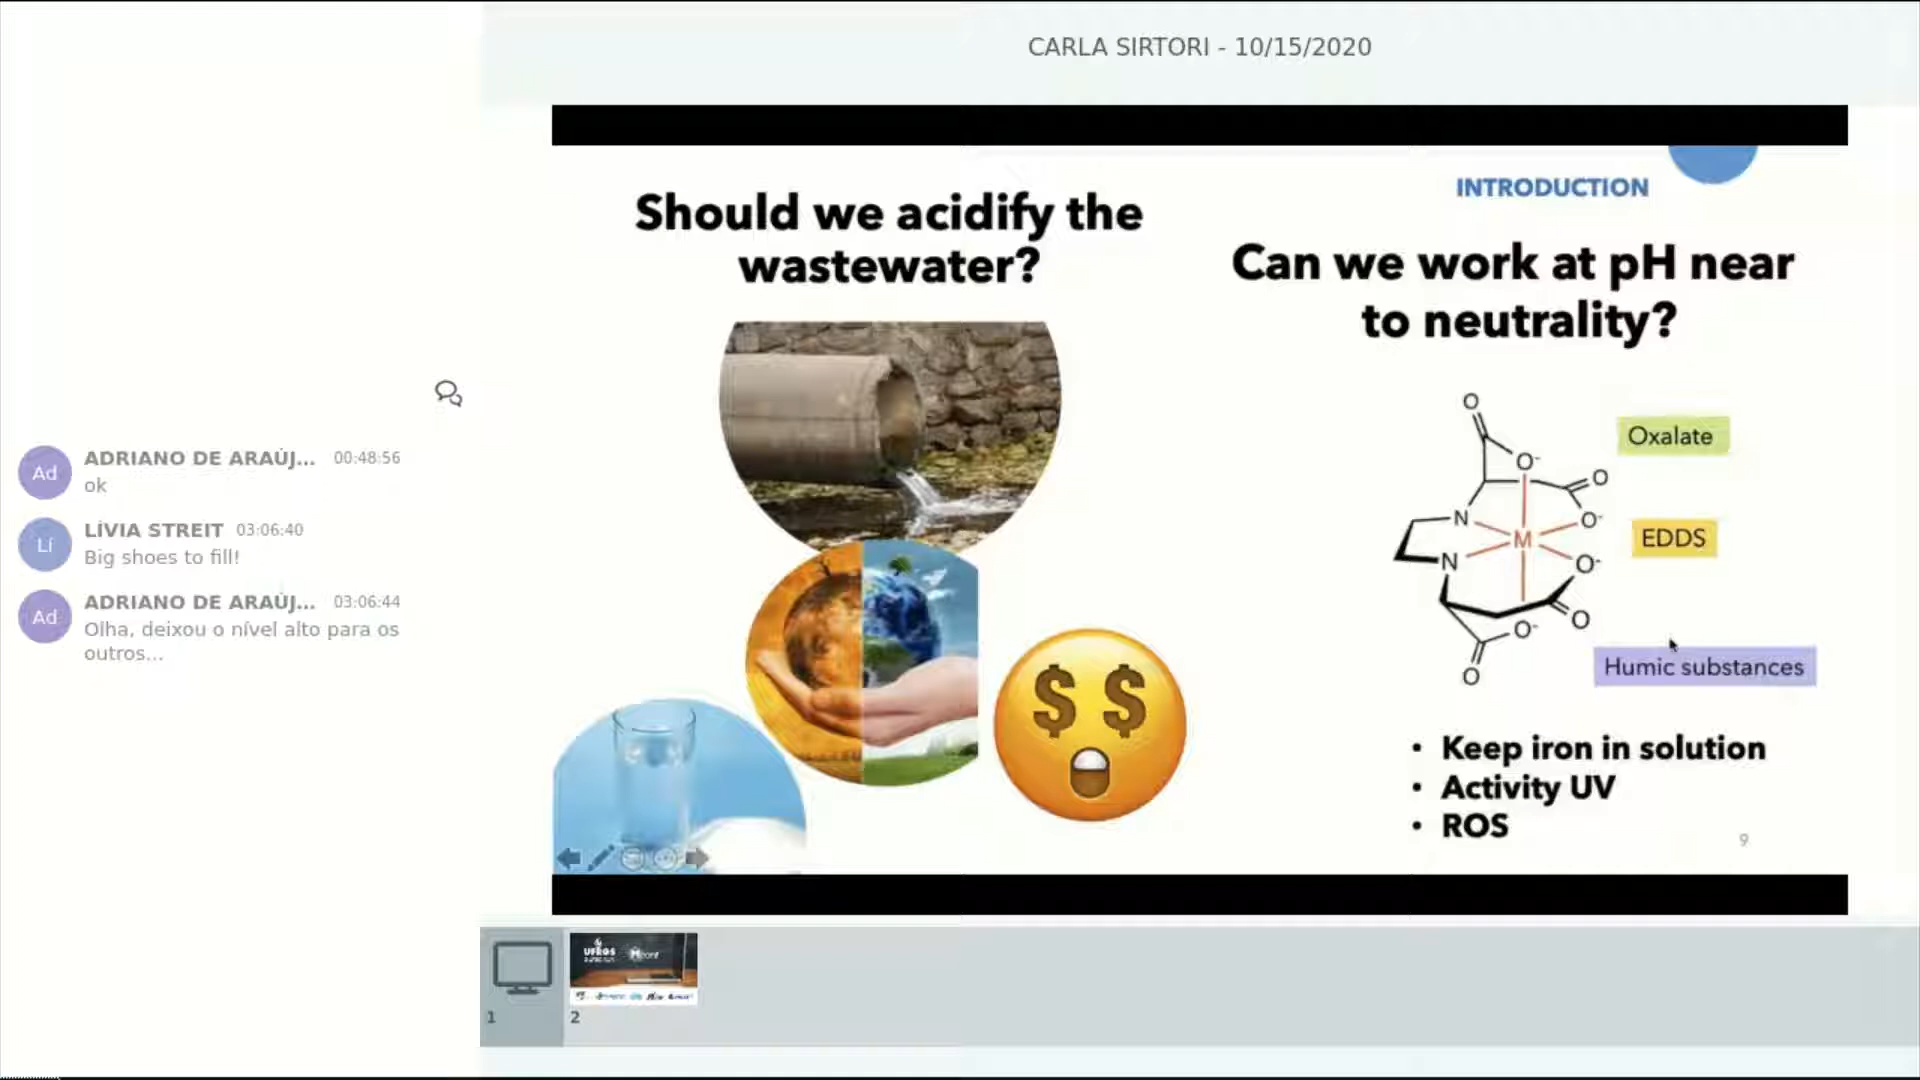 CARLA SIRTORI - 10/15/2020
Ad
ADRIANO DE ARAÚJ... 00:48:56
ok
Lí
LÍVIA STREIT 03:06:40
Big shoes to fill!
Ad
ADRIANO DE ARAÚJ... 03:06:44
Olha, deixou o nível alto para os
outros...
Should we acidify the
wastewater?
$ $
INTRODUCTION
Can we work at pH near
to neutrality?
O
O-
O
N
O-
M
N
O-
O
O-
O
Oxalate
EDDS
Humic substances
• Keep iron in solution
• Activity UV
• ROS
9
1
UFRGS
2